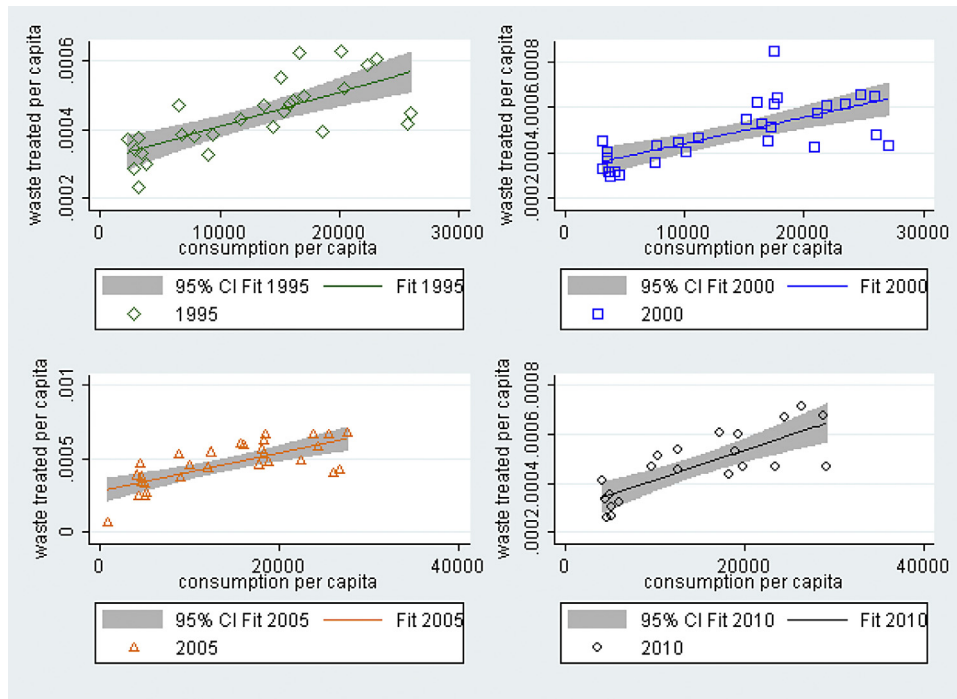 waste treated per capita
.0002 .0004 .0006
0 10000 20000 30000
consumption per capita
95% CI Fit 1995 Fit 1995
1995
waste treated per capita
.0002 .0004 .0006 .0008
0 10000 20000 30000
consumption per capita
95% CI Fit 2000 Fit 2000
2000
waste treated per capita
0 .0005 .001
0 20000 40000
consumption per capita
95% CI Fit 2005 Fit 2005
2005
waste treated per capita
.0002 .0004 .0006 .0008
0 20000 40000
consumption per capita
95% CI Fit 2010 Fit 2010
2010